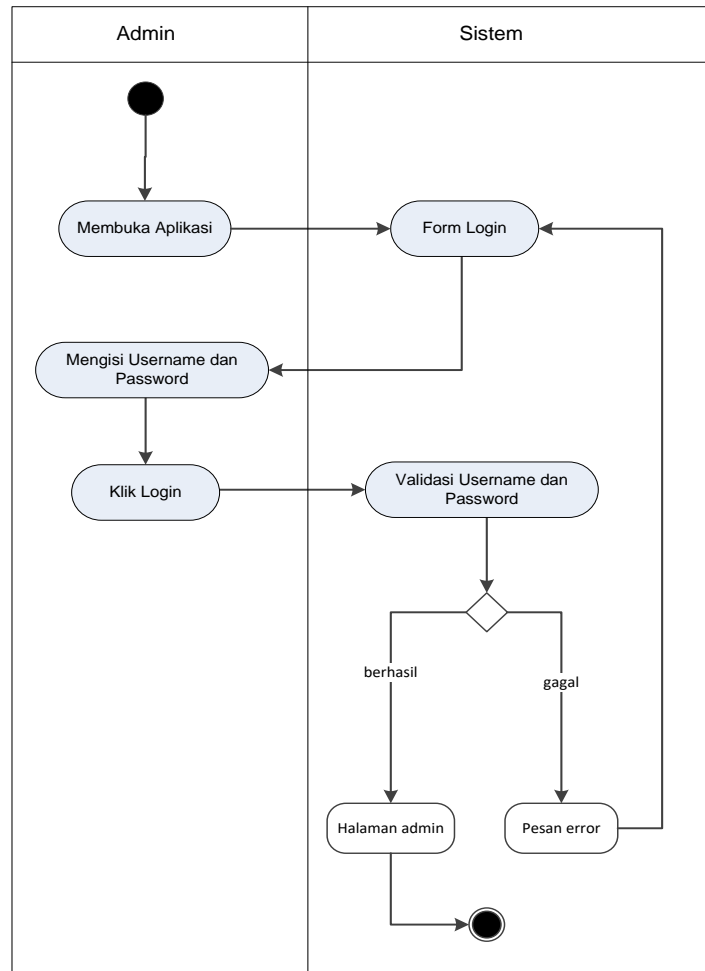 Admin
Sistem
Membuka Aplikasi
Form Login
Mengisi Username dan
Password
Klik Login
Validasi Username dan
Password
berhasil
gagal
Halaman admin
Pesan error